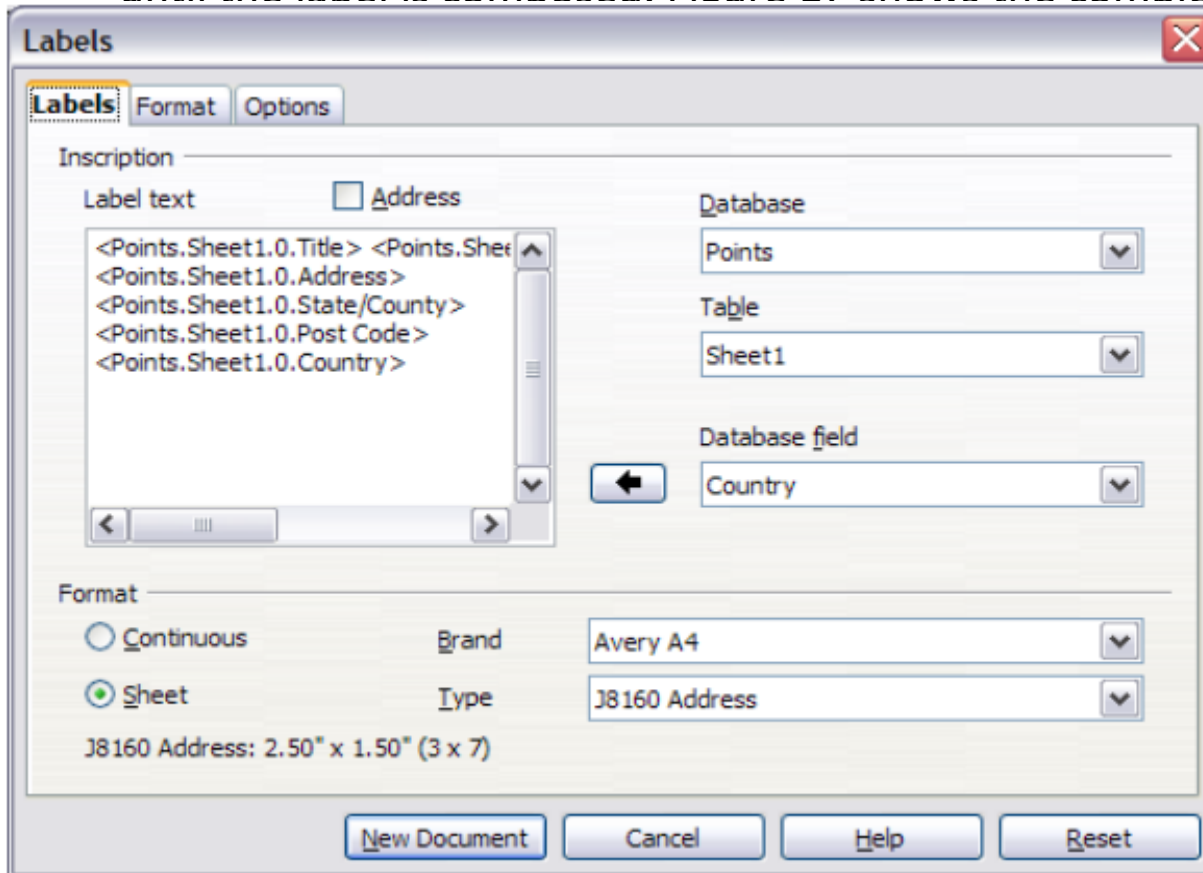 Labels
Labels Format Options
Inscription
Label text Address
<Points.Sheet1.0.Title> <Points.Shee
<Points.Sheet1.0.Address>
<Points.Sheet1.0.State/County>
<Points.Sheet1.0.Post Code>
<Points.Sheet1.0.Country>
Database
Points
Table
Sheet1
Database field
Country
Format
Continuous Brand Avery A4
Sheet Type J8160 Address
J8160 Address: 2.50" x 1.50" (3 x 7)
New Document Cancel Help Reset